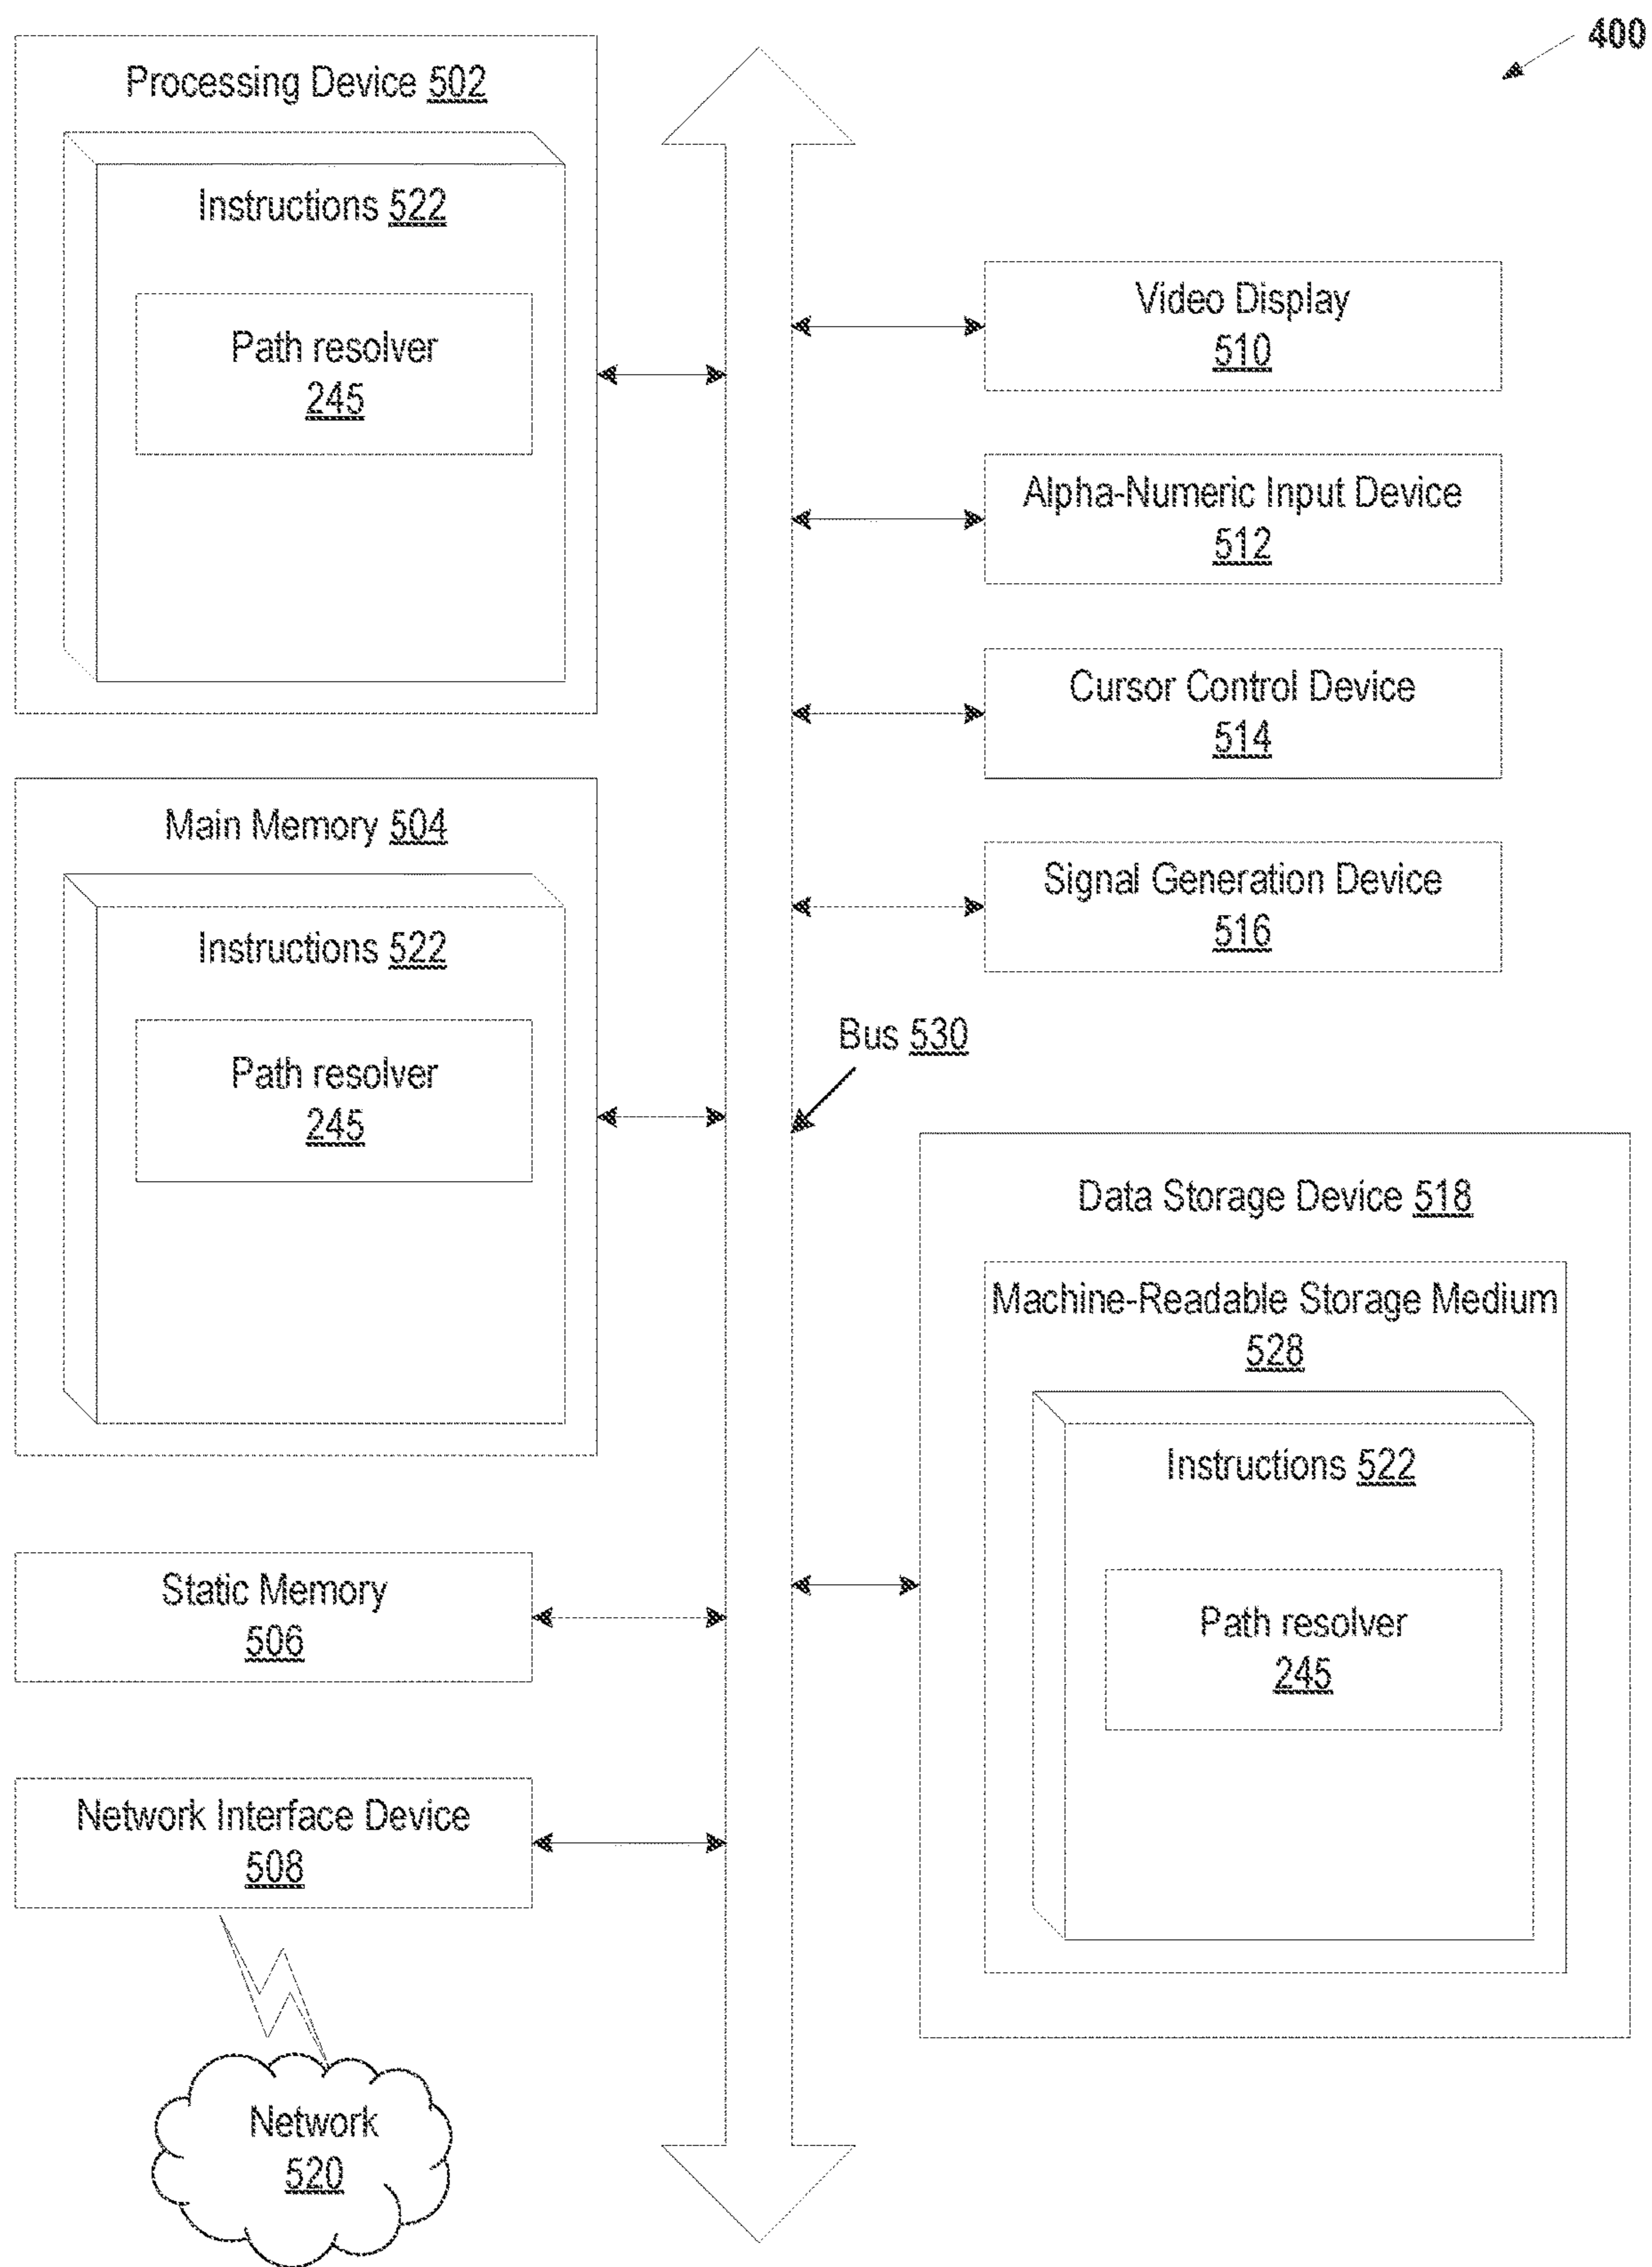 400
Processing Device 502
Instructions 522
Path resolver
245
Main Memory 504
Instructions 522
Path resolver
245
Static Memory
506
Network Interface Device
508
Network
520
Video Display
510
Alpha-Numeric Input Device
512
Cursor Control Device
514
Signal Generation Device
516
Bus 530
Data Storage Device 518
Machine-Readable Storage Medium
528
Instructions 522
Path resolver
245